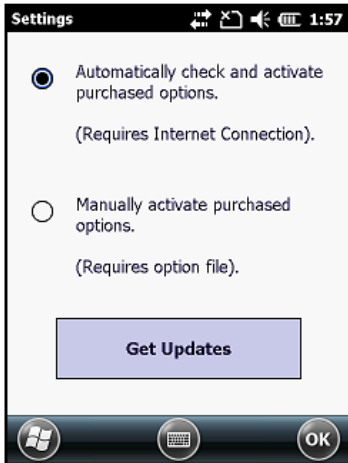 Settings 1:57
Automatically check and activate
purchased options.
(Requires Internet Connection).
Manually activate purchased
options.
(Requires option file).
Get Updates
OK